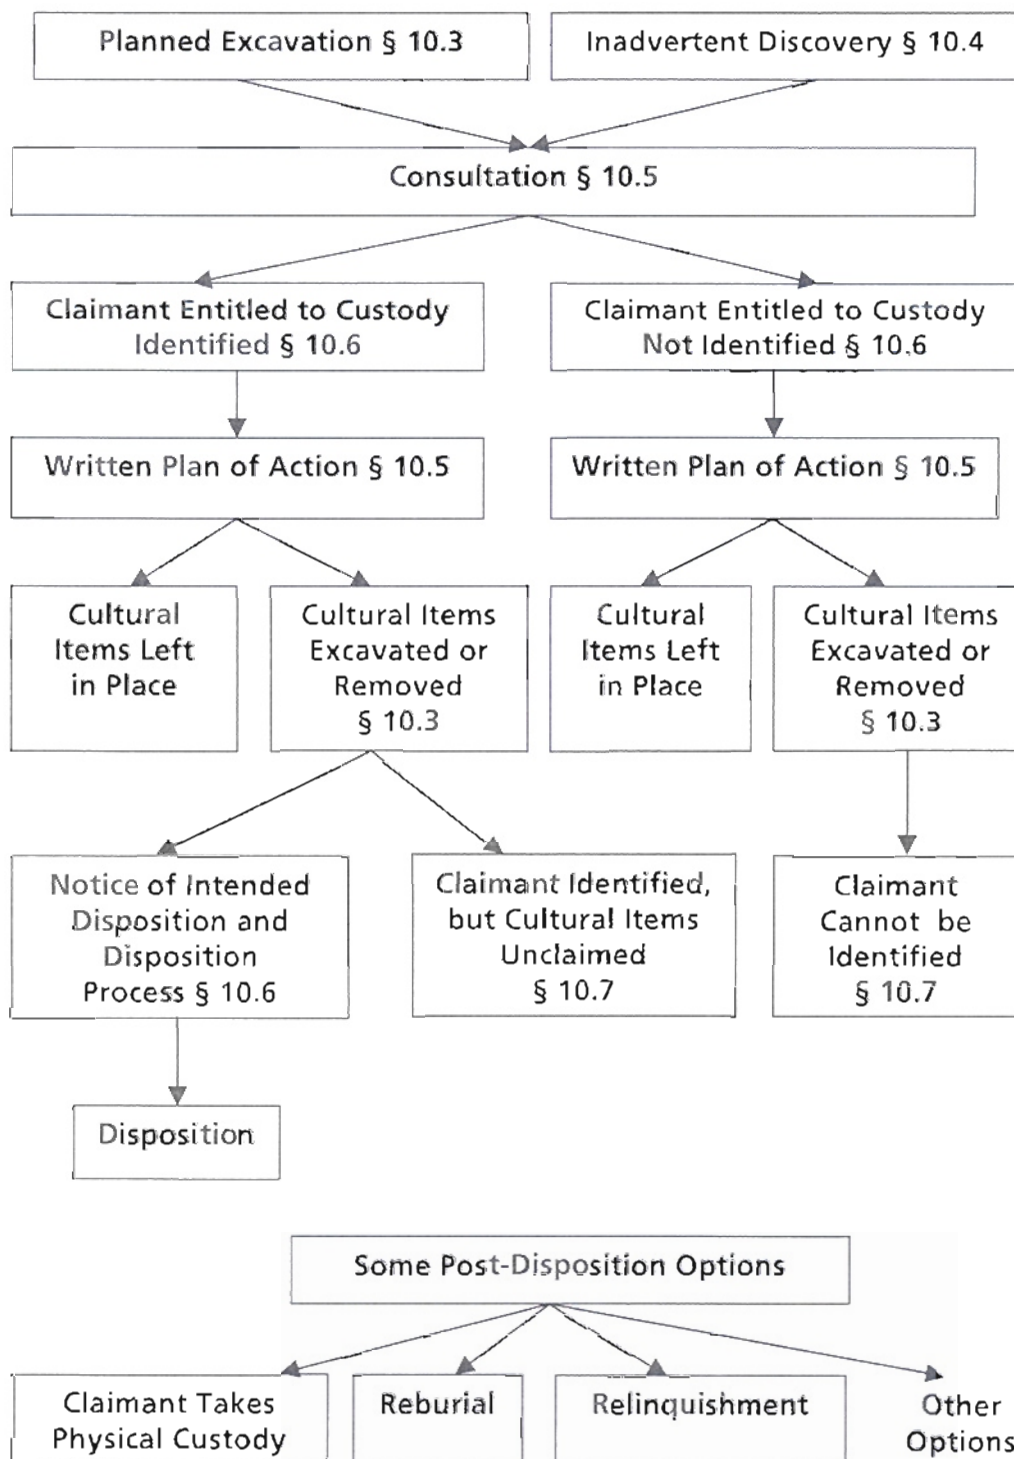 Planned Excavation § 10.3
Inadvertent Discovery § 10.4
Consultation § 10.5
Claimant Entitled to Custody
Identified § 10.6
Claimant Entitled to Custody
Not Identified § 10.6
Written Plan of Action § 10.5
Written Plan of Action § 10.5
Cultural
Items Left
in Place
Cultural Items
Excavated or
Removed
§ 10.3
Cultural
Items Left
in Place
Cultural Items
Excavated or
Removed
§ 10.3
Notice of Intended
Disposition and
Disposition
Process § 10.6
Claimant Identified,
but Cultural Items
Unclaimed
§ 10.7
Claimant
Cannot be
Identified
§ 10.7
Disposition
Some Post-Disposition Options
Claimant Takes
Physical Custody
Reburial
Relinquishment
Other
Options